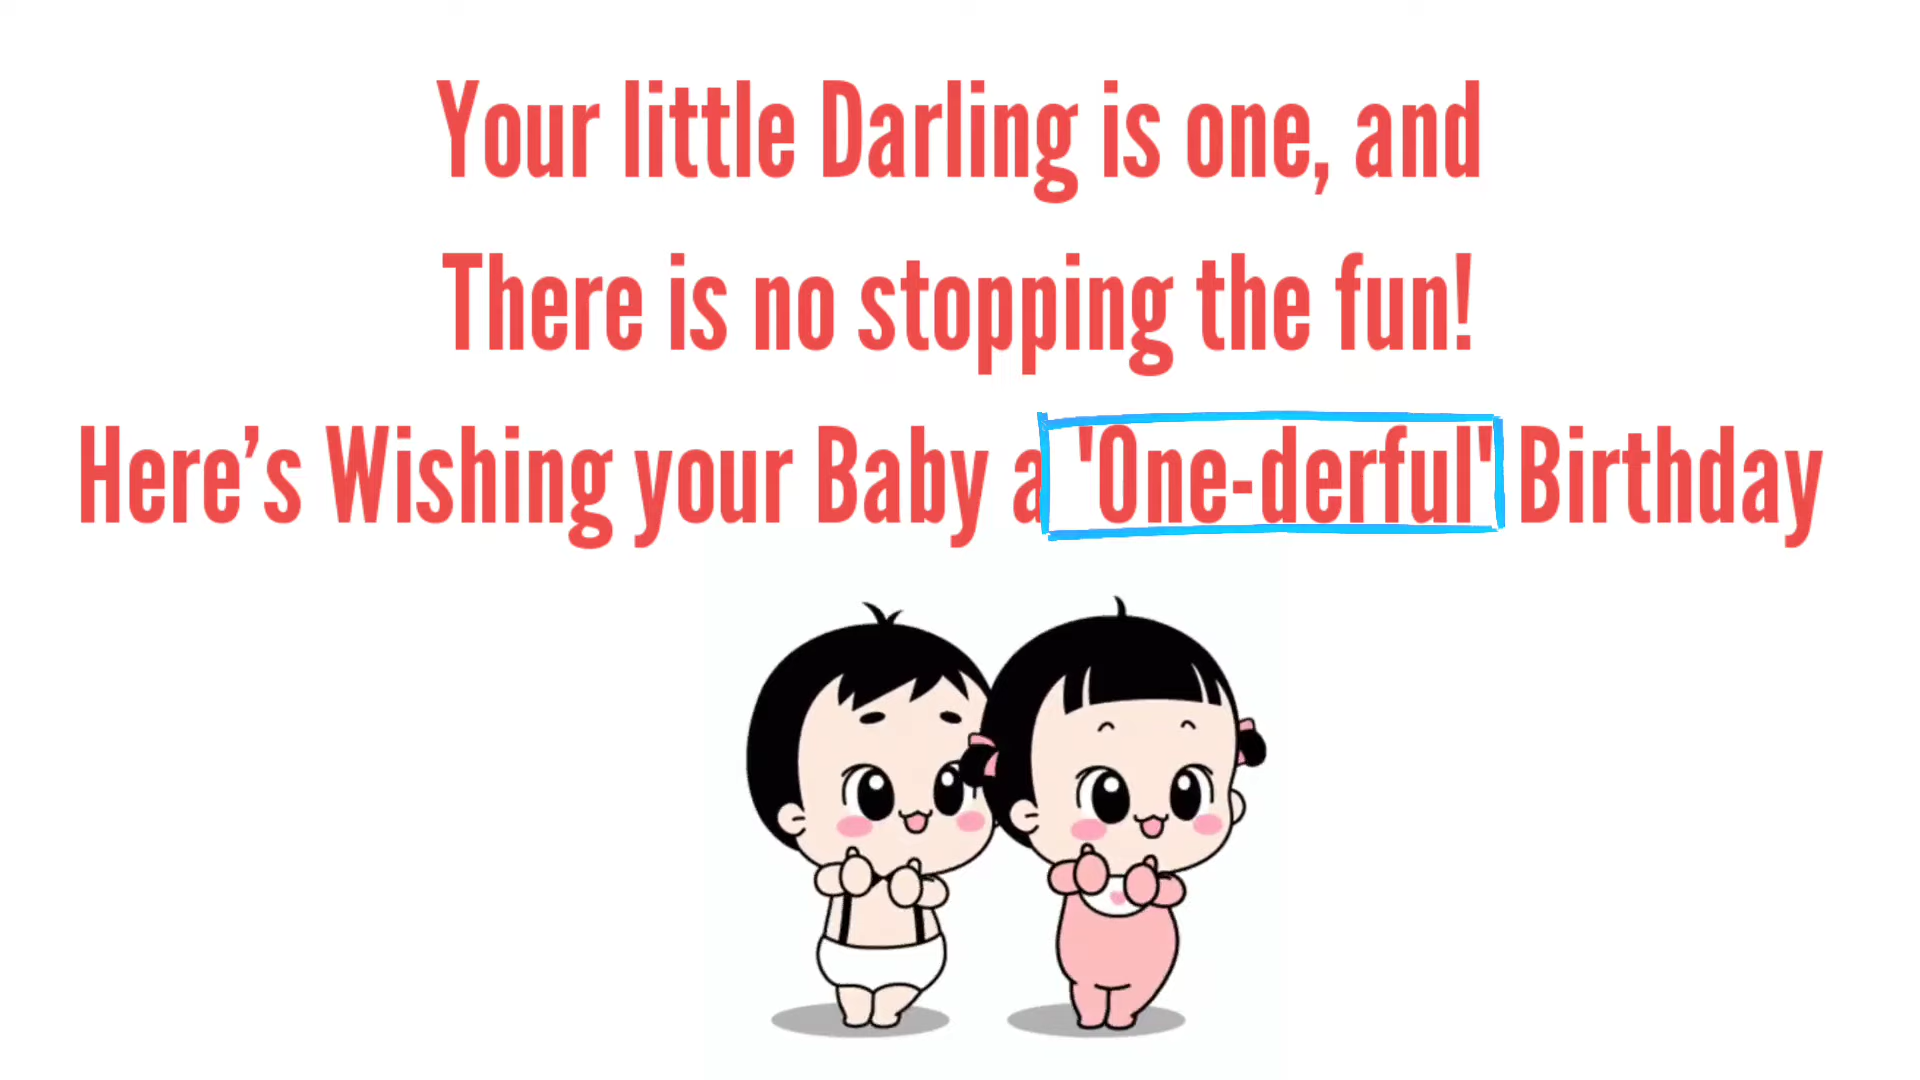 Your little Darling is one, and
There is no stopping the fun!
Here’s Wishing your Baby a 'One-derful' Birthday